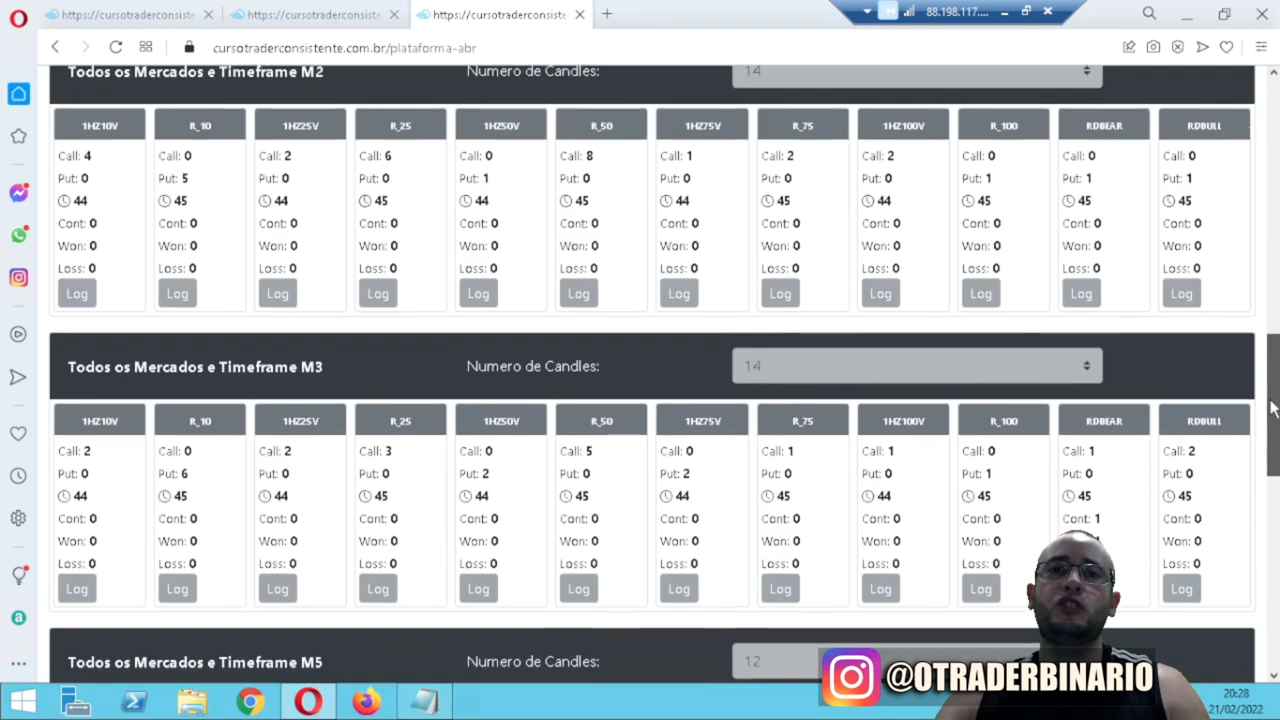 https://cursotraderconsiste
https://cursotraderconsiste
https://cursotraderconsiste
88.198.117....
cursotraderconsistente.com.br/plataforma-abr
Todos os Mercados e Timeframe M2 Numero de Candles: 14
1HZ10V R_10 1HZ25V R_25 1HZ50V R_50 1HZ75V R_75 1HZ100V R_100 RDBEAR RDBULL
Call: 4 Call: 0 Call: 2 Call: 6 Call: 0 Call: 8 Call: 1 Call: 2 Call: 2 Call: 0 Call: 0 Call: 0
Put: 0 Put: 5 Put: 0 Put: 0 Put: 1 Put: 0 Put: 0 Put: 0 Put: 0 Put: 1 Put: 1 Put: 1
44 45 44 45 44 45 44 45 44 45 45 45
Cont: 0 Cont: 0 Cont: 0 Cont: 0 Cont: 0 Cont: 0 Cont: 0 Cont: 0 Cont: 0 Cont: 0 Cont: 0 Cont: 0
Won: 0 Won: 0 Won: 0 Won: 0 Won: 0 Won: 0 Won: 0 Won: 0 Won: 0 Won: 0 Won: 0 Won: 0
Loss: 0 Loss: 0 Loss: 0 Loss: 0 Loss: 0 Loss: 0 Loss: 0 Loss: 0 Loss: 0 Loss: 0 Loss: 0 Loss: 0
Log Log Log Log Log Log Log Log Log Log Log Log
Todos os Mercados e Timeframe M3 Numero de Candles: 14
1HZ10V R_10 1HZ25V R_25 1HZ50V R_50 1HZ75V R_75 1HZ100V R_100 RDBEAR RDBULL
Call: 2 Call: 0 Call: 2 Call: 3 Call: 0 Call: 5 Call: 0 Call: 1 Call: 1 Call: 0 Call: 1 Call: 2
Put: 0 Put: 6 Put: 0 Put: 0 Put: 2 Put: 0 Put: 2 Put: 0 Put: 0 Put: 1 Put: 0 Put: 0
44 45 44 45 44 45 44 45 44 45 45 45
Cont: 0 Cont: 0 Cont: 0 Cont: 0 Cont: 0 Cont: 0 Cont: 0 Cont: 0 Cont: 0 Cont: 0 Cont: 1 Cont: 0
Won: 0 Won: 0 Won: 0 Won: 0 Won: 0 Won: 0 Won: 0 Won: 0 Won: 0 Won: 0 Won: 0
Loss: 0 Loss: 0 Loss: 0 Loss: 0 Loss: 0 Loss: 0 Loss: 0 Loss: 0 Loss: 0 Loss: 0 Loss: 0
Log Log Log Log Log Log Log Log Log Log Log
Todos os Mercados e Timeframe M5 Numero de Candles: 12
@OTRADERBINARIO
20:28
21/02/2022